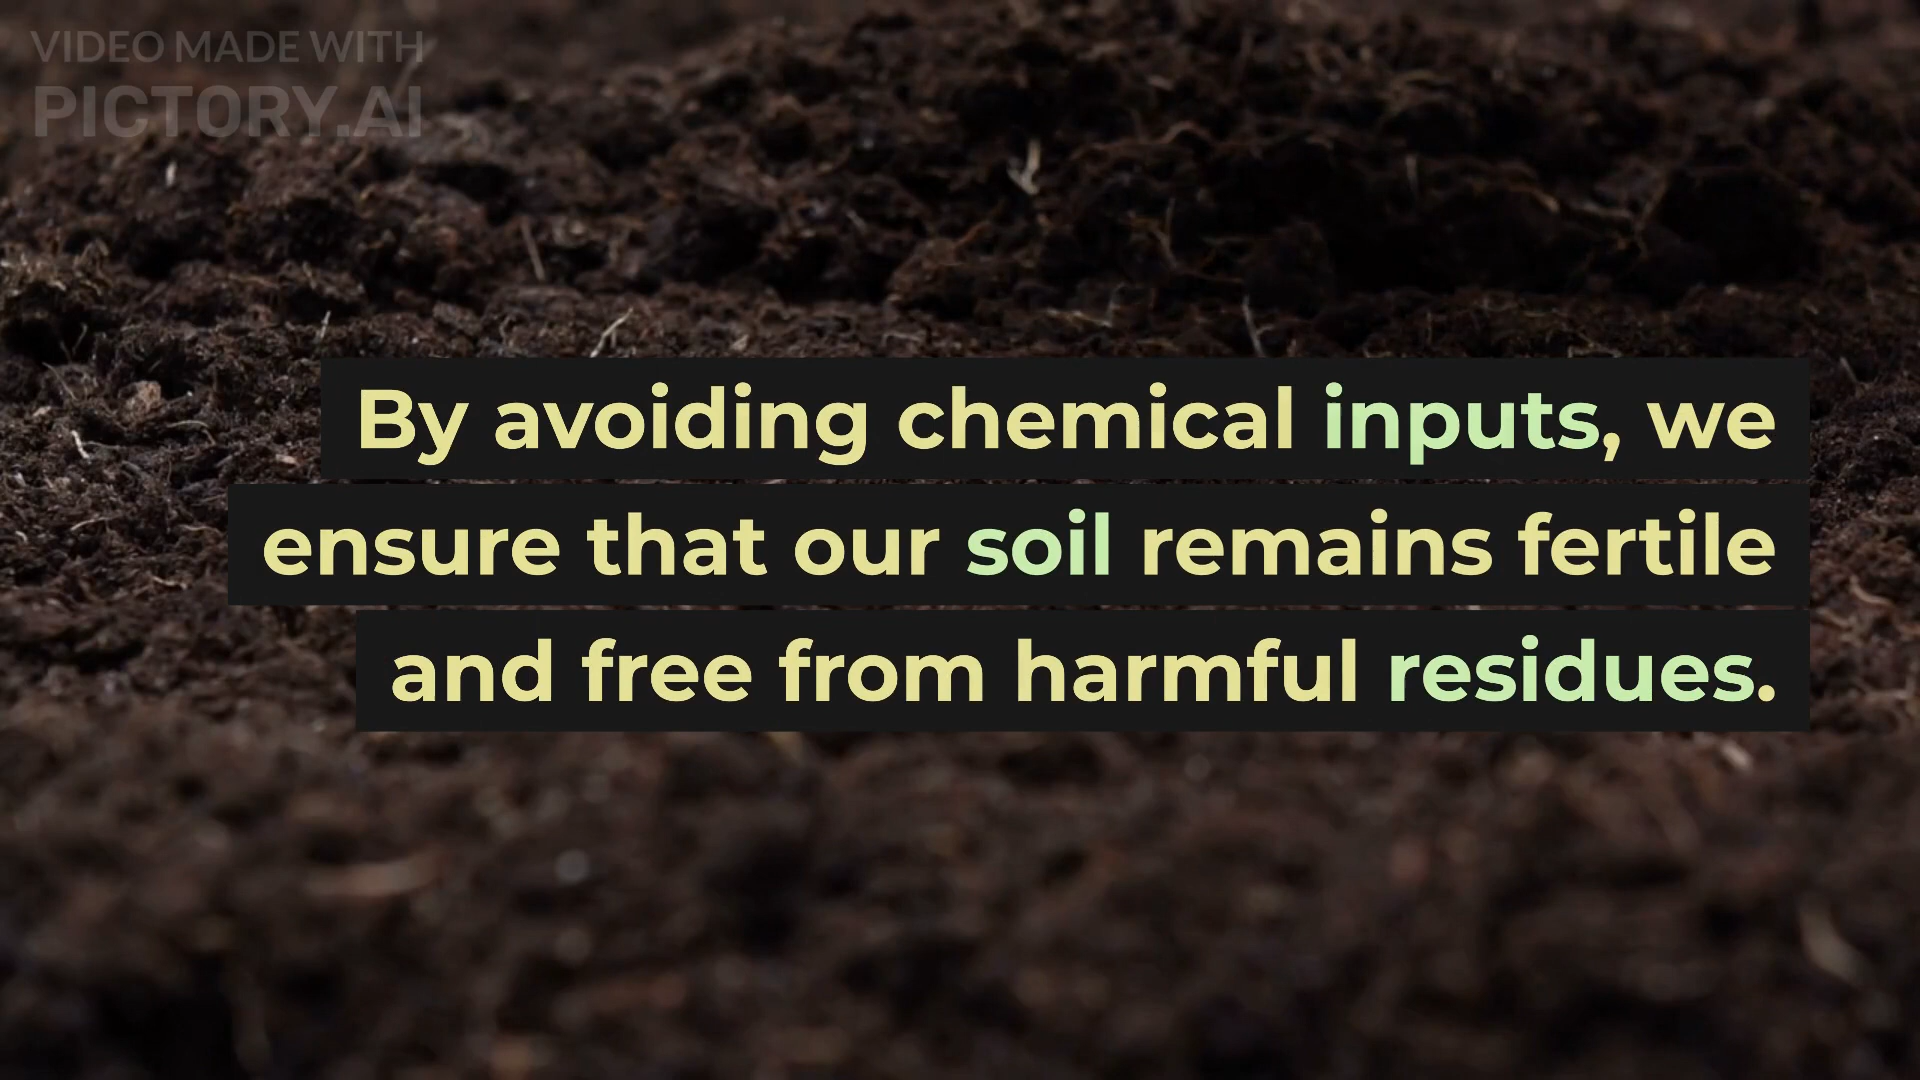 VIDEO MADE WITH
PICTORY.AI
By avoiding chemical inputs, we
ensure that our soil remains fertile
and free from harmful residues.